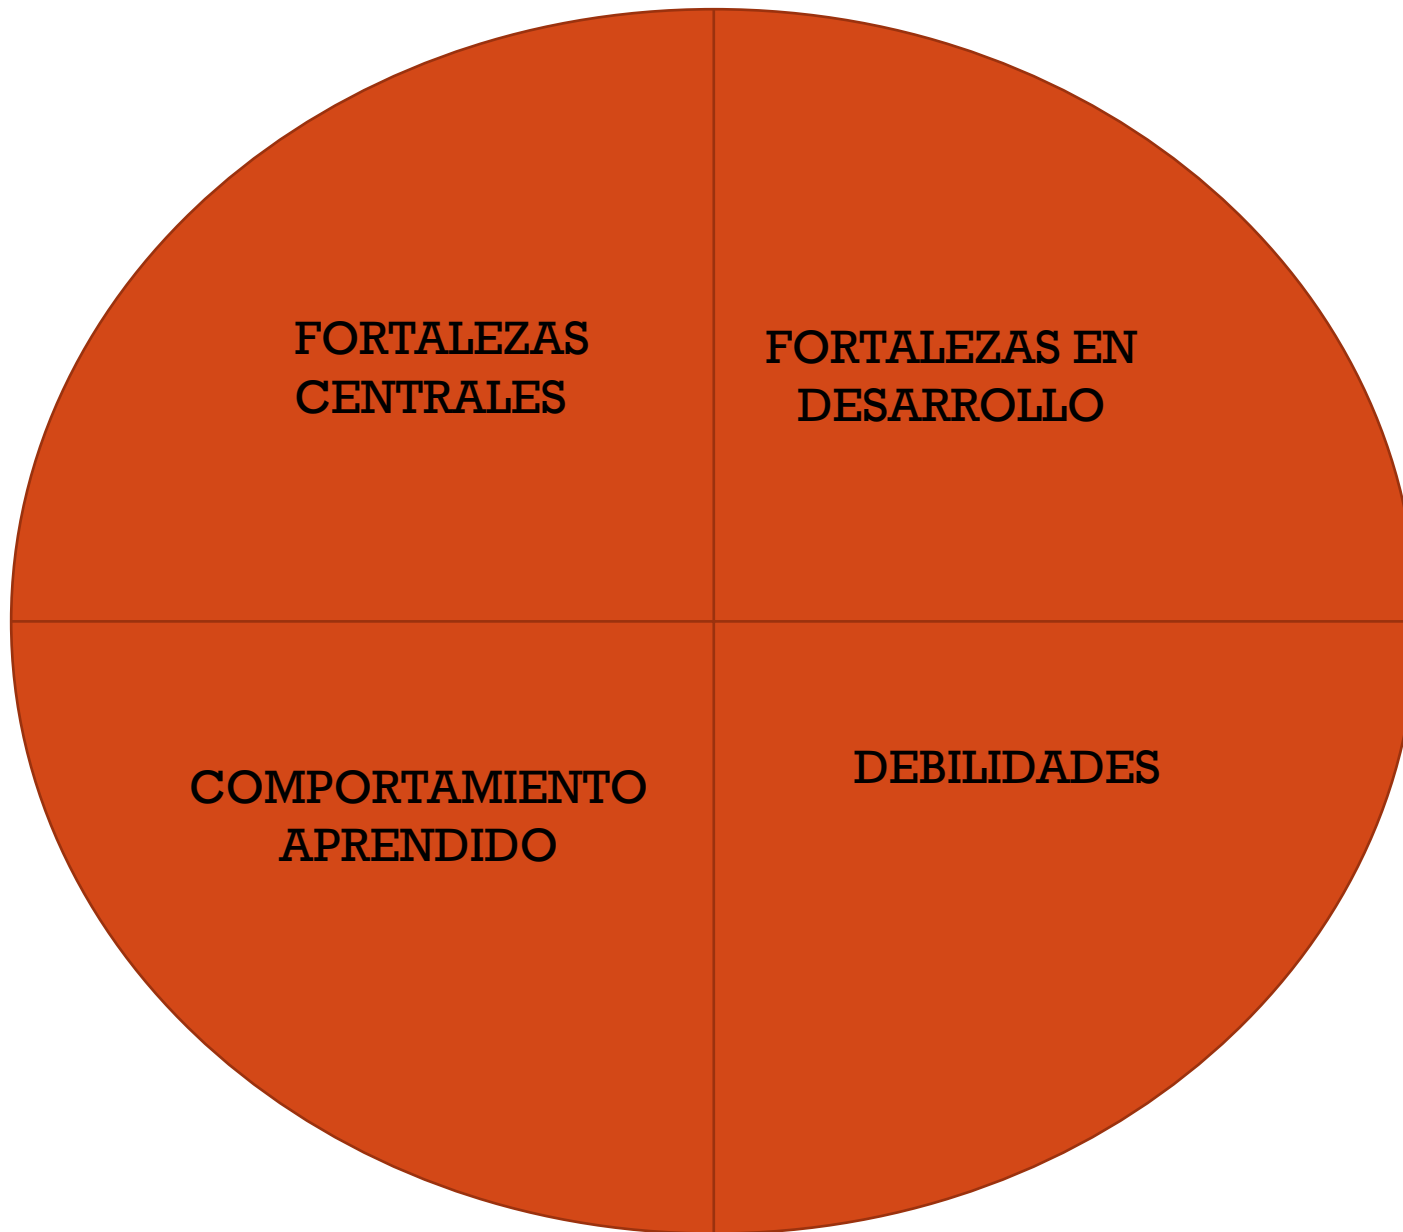 FORTALEZAS
CENTRALES
FORTALEZAS EN
DESARROLLO
COMPORTAMIENTO
APRENDIDO
DEBILIDADES